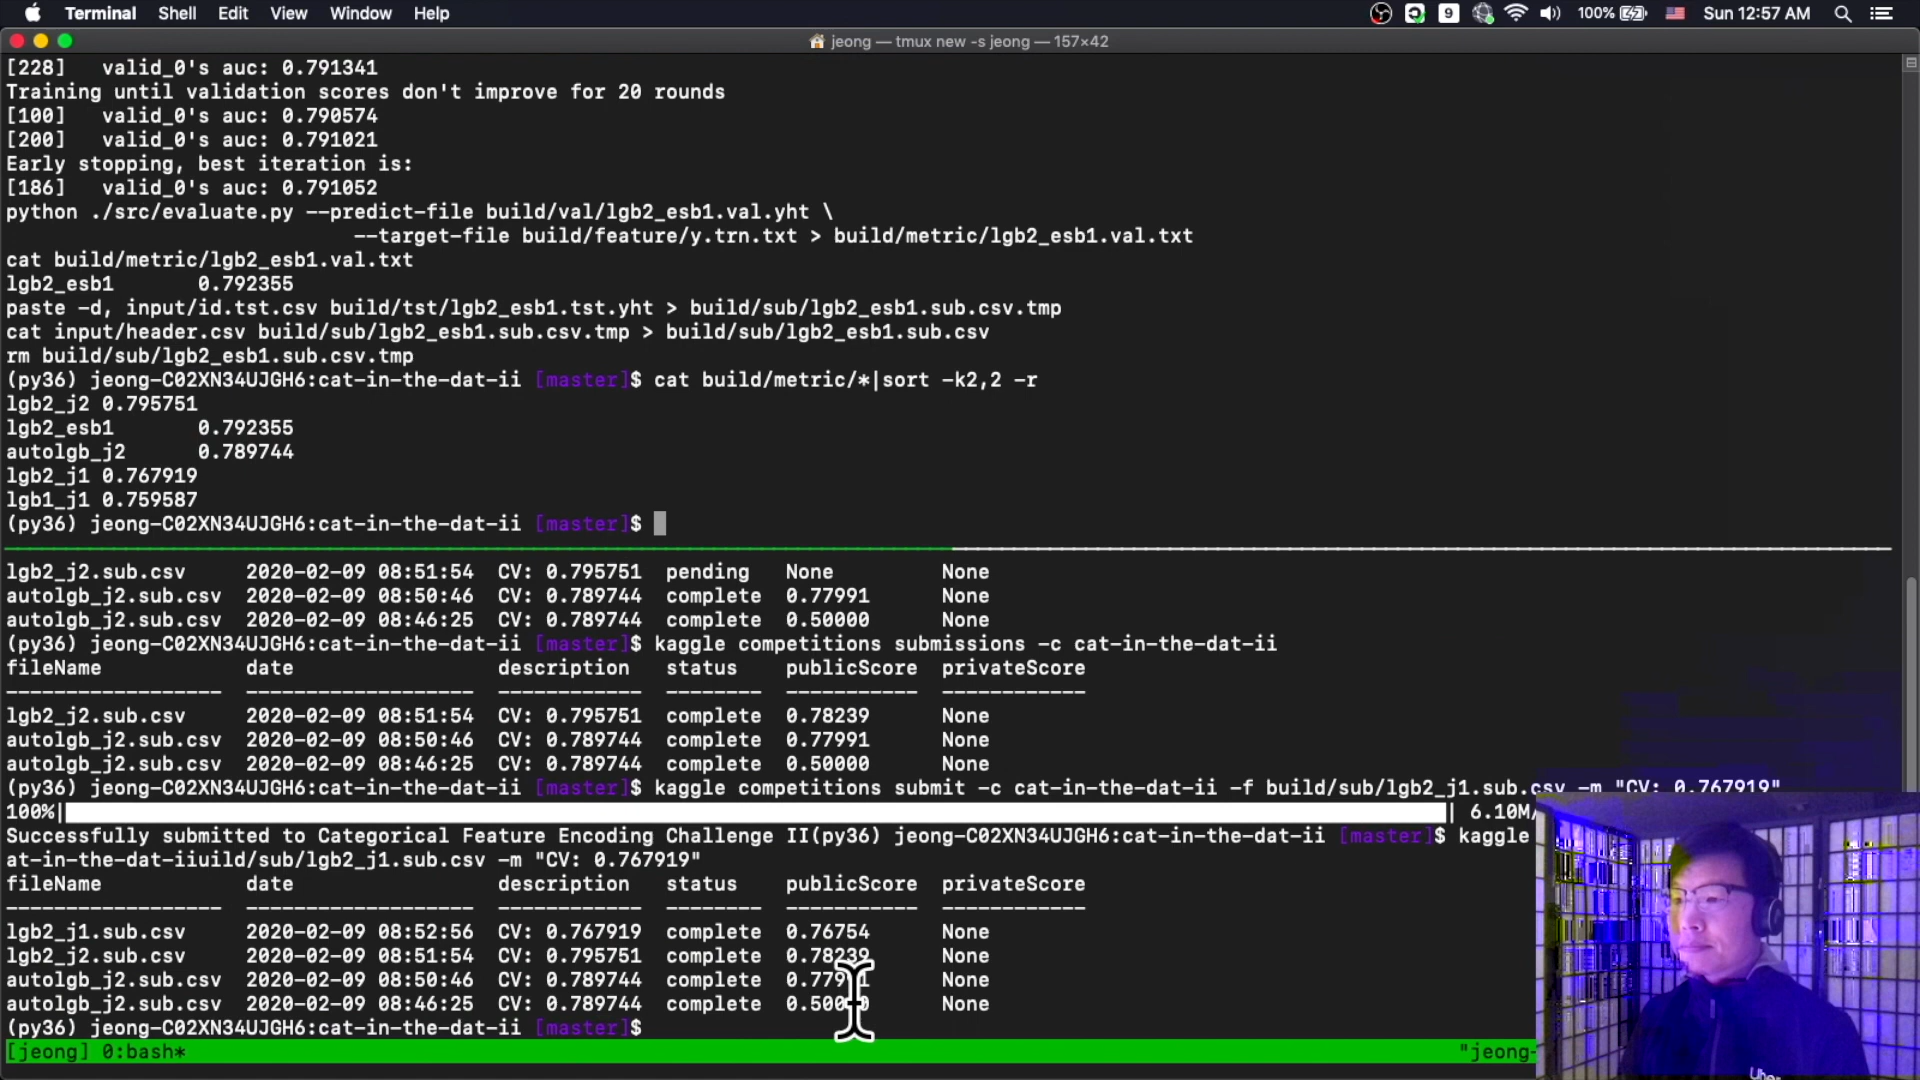 Terminal Shell Edit View Window Help 9 100% Sun 12:57 AM
jeong — tmux new -s jeong — 157×42
[228]   valid_0's auc: 0.791341
Training until validation scores don't improve for 20 rounds
[100]   valid_0's auc: 0.790574
[200]   valid_0's auc: 0.791021
Early stopping, best iteration is:
[186]   valid_0's auc: 0.791052
python ./src/evaluate.py --predict-file build/val/lgb2_esb1.val.yht \
--target-file build/feature/y.trn.txt > build/metric/lgb2_esb1.val.txt
cat build/metric/lgb2_esb1.val.txt
lgb2_esb1       0.792355
paste -d, input/id.tst.csv build/tst/lgb2_esb1.tst.yht > build/sub/lgb2_esb1.sub.csv.tmp
cat input/header.csv build/sub/lgb2_esb1.sub.csv.tmp > build/sub/lgb2_esb1.sub.csv
rm build/sub/lgb2_esb1.sub.csv.tmp
(py36) jeong-C02XN34UJGH6:cat-in-the-dat-ii [master]$ cat build/metric/*|sort -k2,2 -r
lgb2_j2 0.795751
lgb2_esb1       0.792355
autolgb_j2      0.789744
lgb2_j1 0.767919
lgb1_j1 0.759587
(py36) jeong-C02XN34UJGH6:cat-in-the-dat-ii [master]$
lgb2_j2.sub.csv     2020-02-09 08:51:54  CV: 0.795751  pending   None         None
autolgb_j2.sub.csv  2020-02-09 08:50:46  CV: 0.789744  complete  0.77991      None
autolgb_j2.sub.csv  2020-02-09 08:46:25  CV: 0.789744  complete  0.50000      None
(py36) jeong-C02XN34UJGH6:cat-in-the-dat-ii [master]$ kaggle competitions submissions -c cat-in-the-dat-ii
fileName            date                 description   status    publicScore  privateScore
------------------  -------------------  ------------  --------  -----------  ------------
lgb2_j2.sub.csv     2020-02-09 08:51:54  CV: 0.795751  complete  0.78239      None
autolgb_j2.sub.csv  2020-02-09 08:50:46  CV: 0.789744  complete  0.77991      None
autolgb_j2.sub.csv  2020-02-09 08:46:25  CV: 0.789744  complete  0.50000      None
(py36) jeong-C02XN34UJGH6:cat-in-the-dat-ii [master]$ kaggle competitions submit -c cat-in-the-dat-ii -f build/sub/lgb2_j1.sub.csv -m "CV: 0.767919"
100%| | 6.10M/
Successfully submitted to Categorical Feature Encoding Challenge II(py36) jeong-C02XN34UJGH6:cat-in-the-dat-ii [master]$ kaggle
at-in-the-dat-iiuild/sub/lgb2_j1.sub.csv -m "CV: 0.767919"
fileName            date                 description   status    publicScore  privateScore
------------------  -------------------  ------------  --------  -----------  ------------
lgb2_j1.sub.csv     2020-02-09 08:52:56  CV: 0.767919  complete  0.76754      None
lgb2_j2.sub.csv     2020-02-09 08:51:54  CV: 0.795751  complete  0.78239      None
autolgb_j2.sub.csv  2020-02-09 08:50:46  CV: 0.789744  complete  0.77991      None
autolgb_j2.sub.csv  2020-02-09 08:46:25  CV: 0.789744  complete  0.50000      None
(py36) jeong-C02XN34UJGH6:cat-in-the-dat-ii [master]$
[jeong] 0:bash* "jeong-